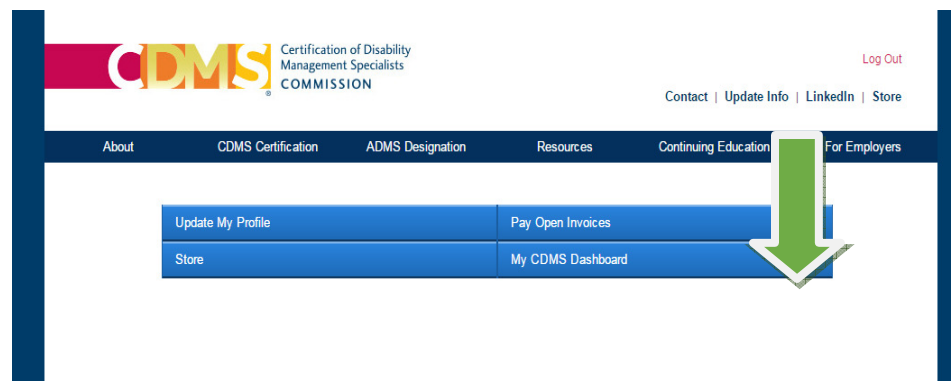 CDMS®
Certification of Disability
Management Specialists
COMMISSION
Log Out
Contact | Update Info | LinkedIn | Store
About CDMS Certification ADMS Designation Resources Continuing Education For Employers
Update My Profile Pay Open Invoices
Store My CDMS Dashboard